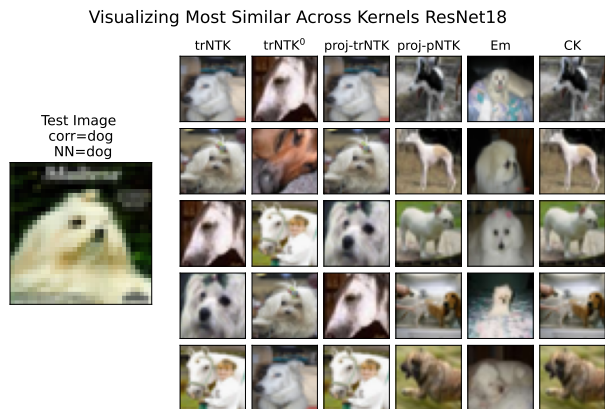 Visualizing Most Similar Across Kernels ResNet18
trNTK trNTK⁰ proj-trNTK proj-pNTK Em CK
Test Image
corr=dog
NN=dog